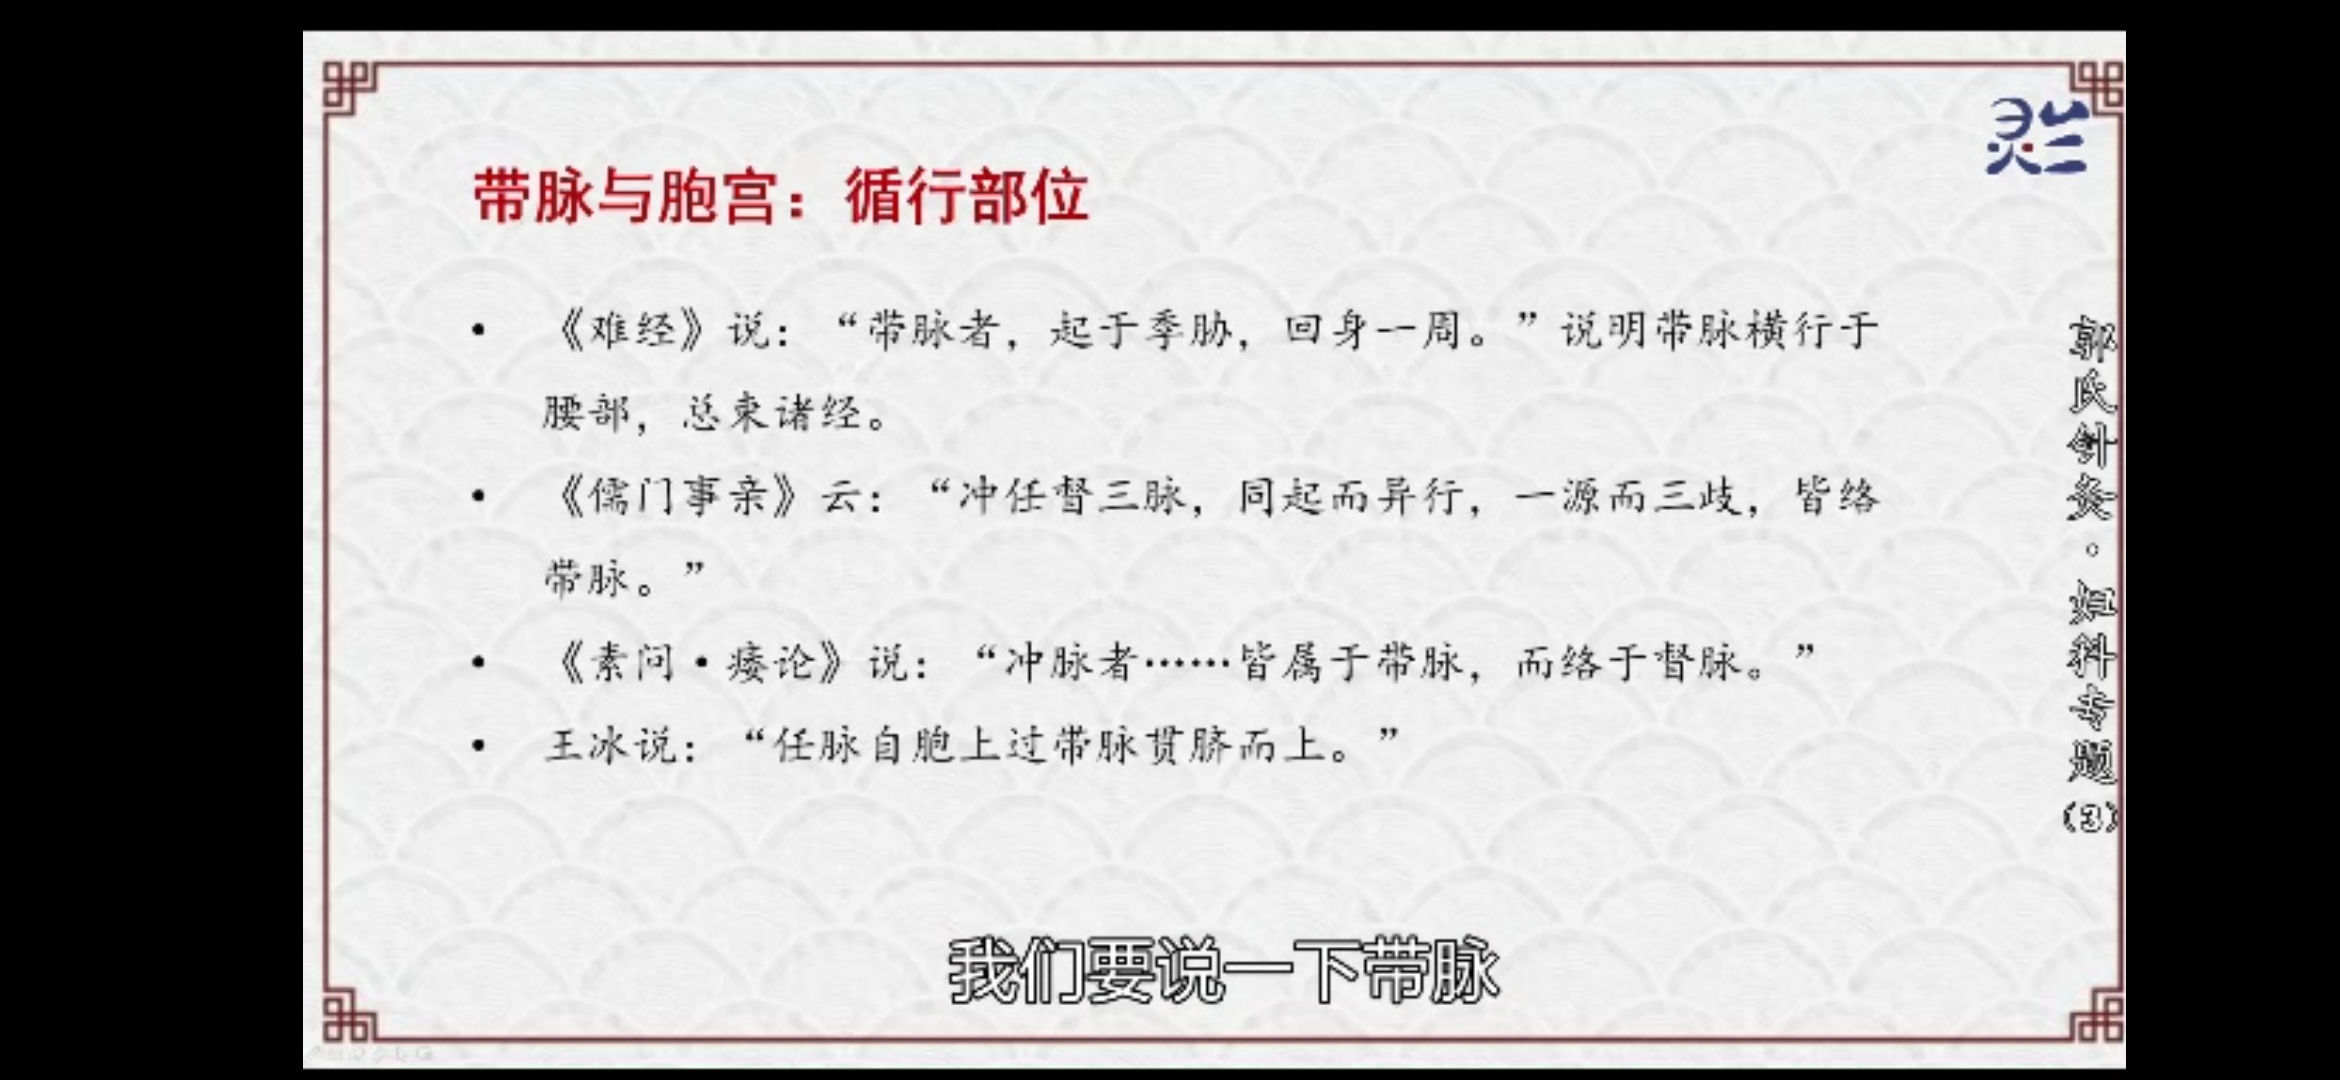 灵兰
带脉与胞宫：循行部位
• 《难经》说：“带脉者，起于季胁，回身一周。”说明带脉横行于
腰部，总束诸经。
• 《儒门事亲》云：“冲任督三脉，同起而异行，一源而三歧，皆络
带脉。”
• 《素问·痿论》说：“冲脉者……皆属于带脉，而络于督脉。”
• 王冰说：“任脉自胞上过带脉贯脐而上。”
郭氏针灸·妇科专题(3)
我们要说一下带脉